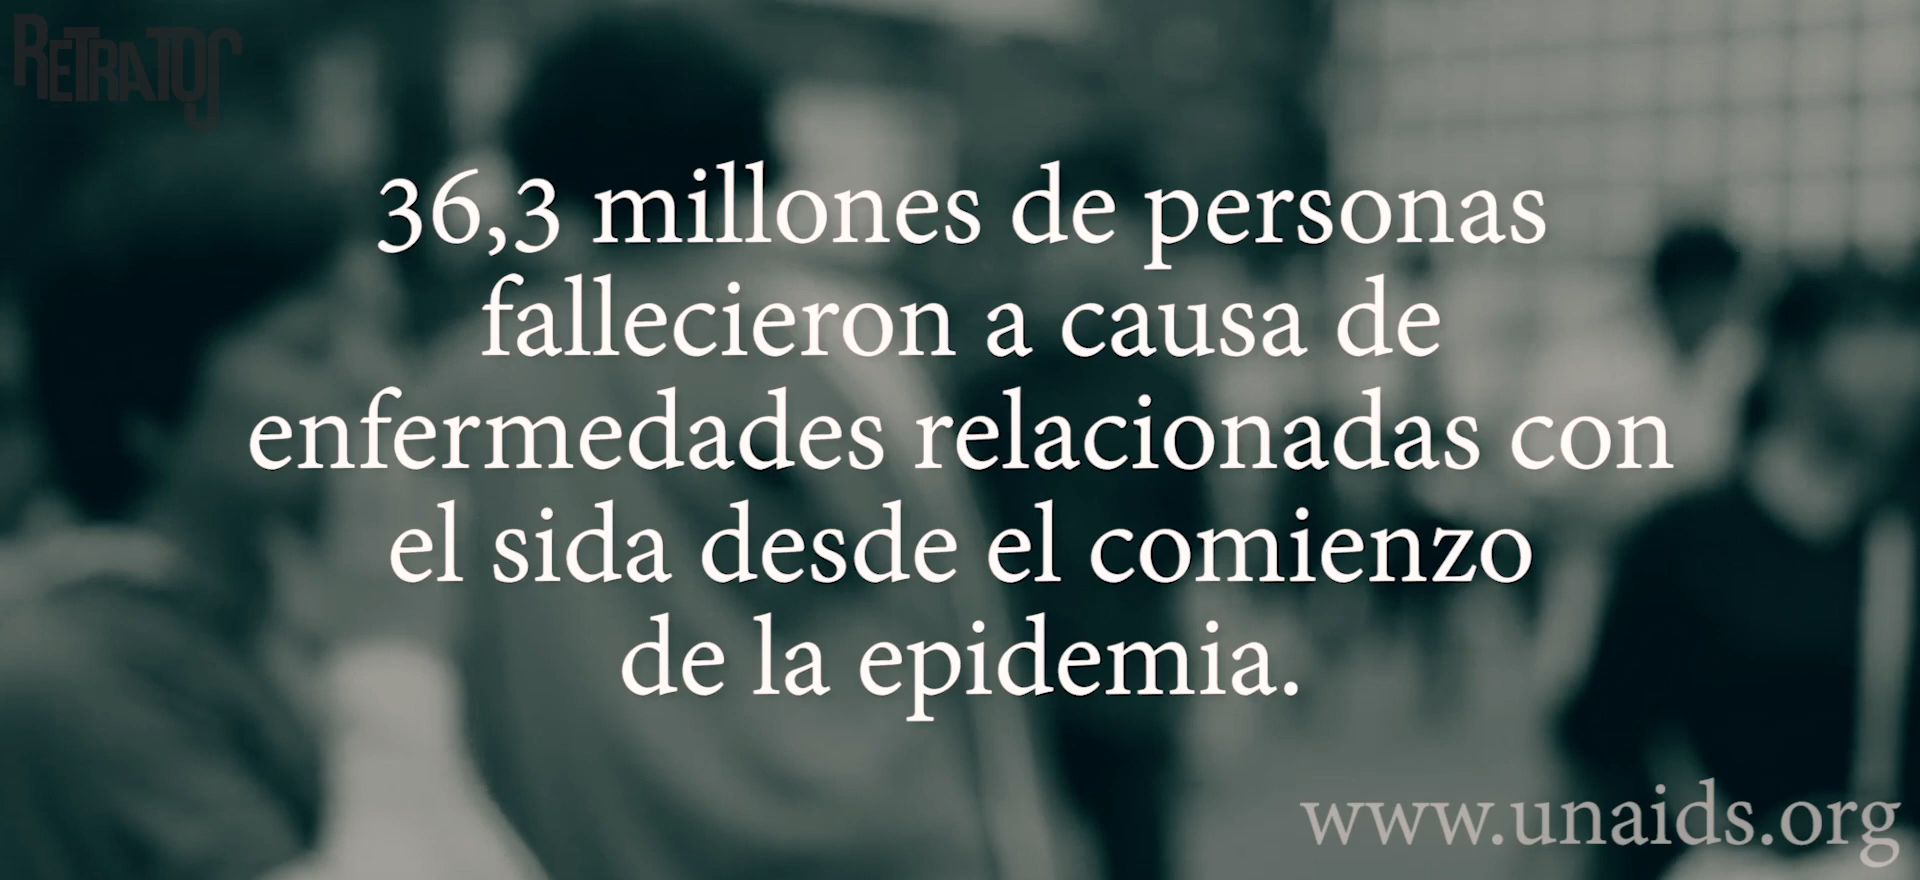 RETRATOS
36,3 millones de personas
fallecieron a causa de
enfermedades relacionadas con
el sida desde el comienzo
de la epidemia.
www.unaids.org